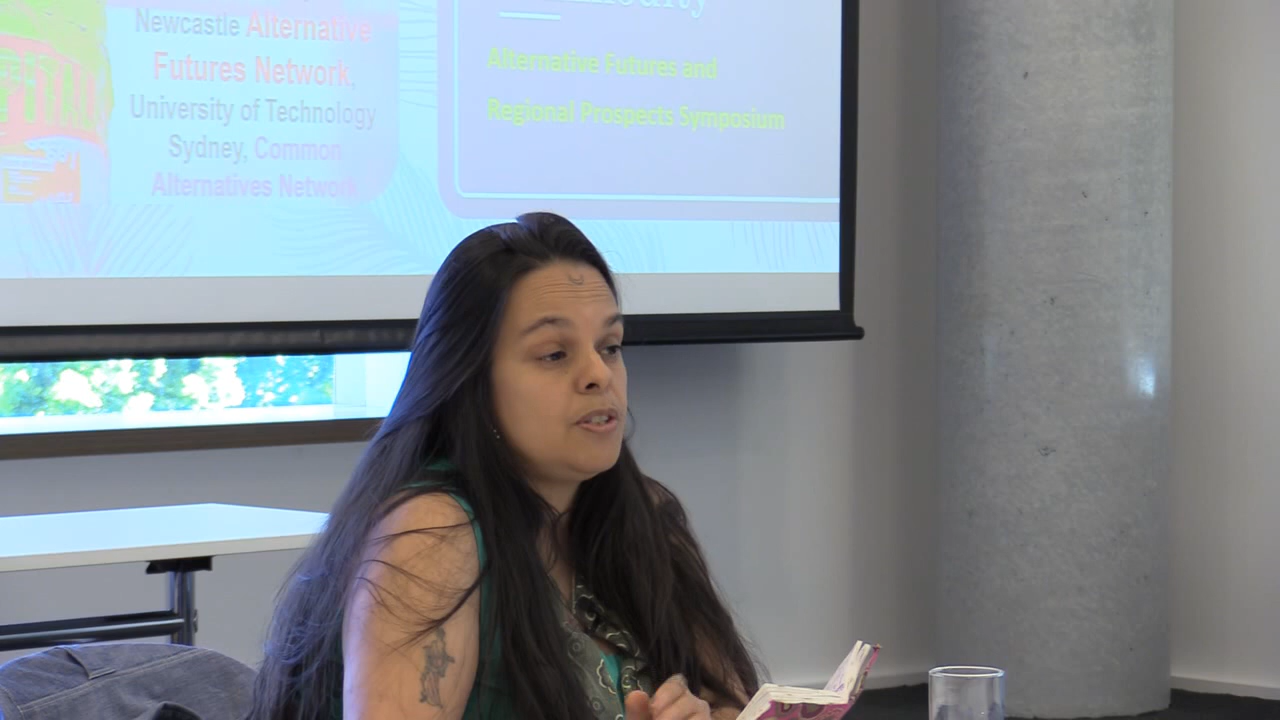 Newcastle Alternative
Futures Network,
University of Technology
Sydney, Common
Alternatives Network
Alternative Futures and
Regional Prospects Symposium